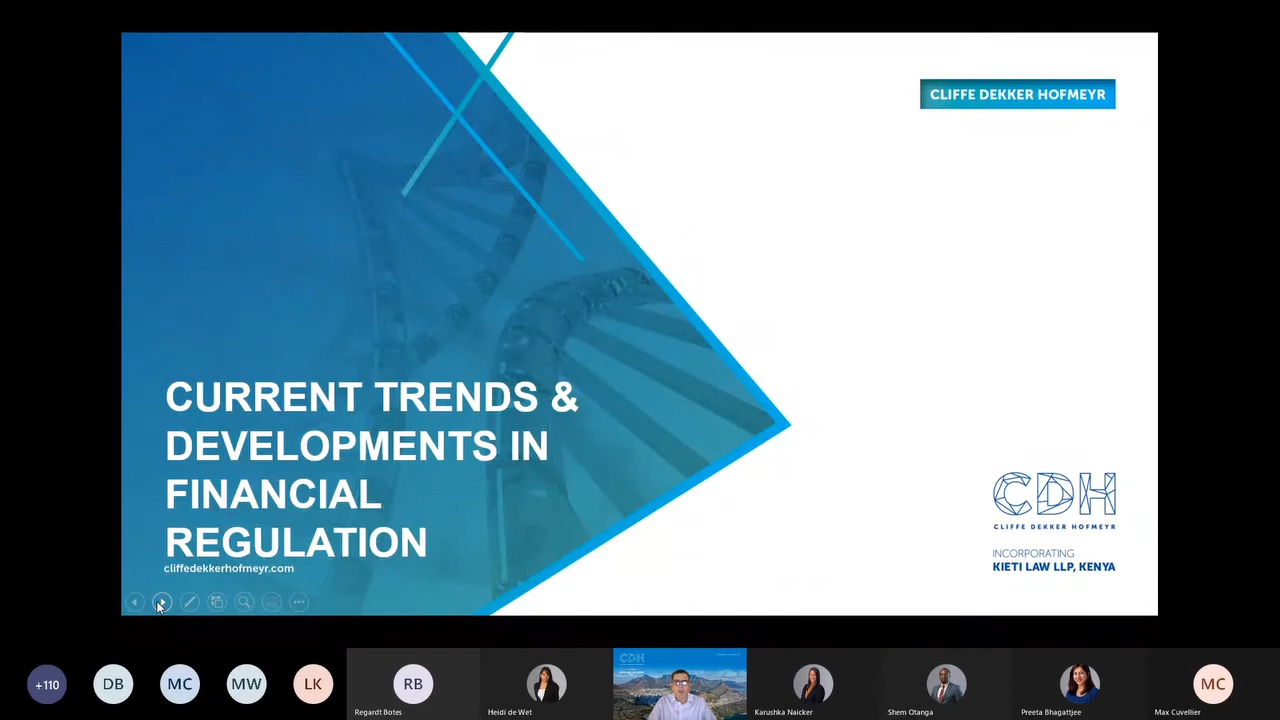 CLIFFE DEKKER HOFMEYR
CURRENT TRENDS &
DEVELOPMENTS IN
FINANCIAL
REGULATION
cliffedekkerhofmeyr.com
CDH
CLIFFE DEKKER HOFMEYR
INCORPORATING
KIETI LAW LLP, KENYA
+110
DB
MC
MW
LK
RB
Regardt Botes
Heidi de Wet
CDH
Karushka Naicker
Shem Otanga
Preeta Bhagattjee
MC
Max Cuvellier